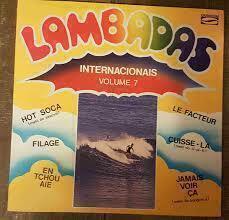 LAMBADAS
INTERNACIONAIS
VOLUME 7
HOT SOCA
FILAGE
EN
TCHOU
AIE
LE FACTEUR
CUISSE-LA
JAMAIS
VOIR
ÇA